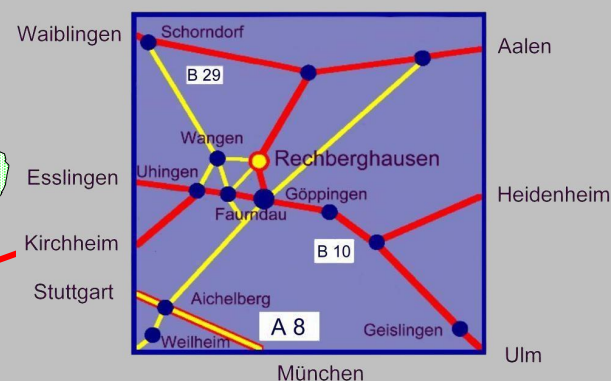 Waiblingen
Schorndorf
Aalen
B 29
Wangen
Rechberghausen
Uhingen
Esslingen
Göppingen
Heidenheim
Faurndau
Kirchheim
B 10
Stuttgart
Aichelberg
A 8
Geislingen
Weilheim
Ulm
München